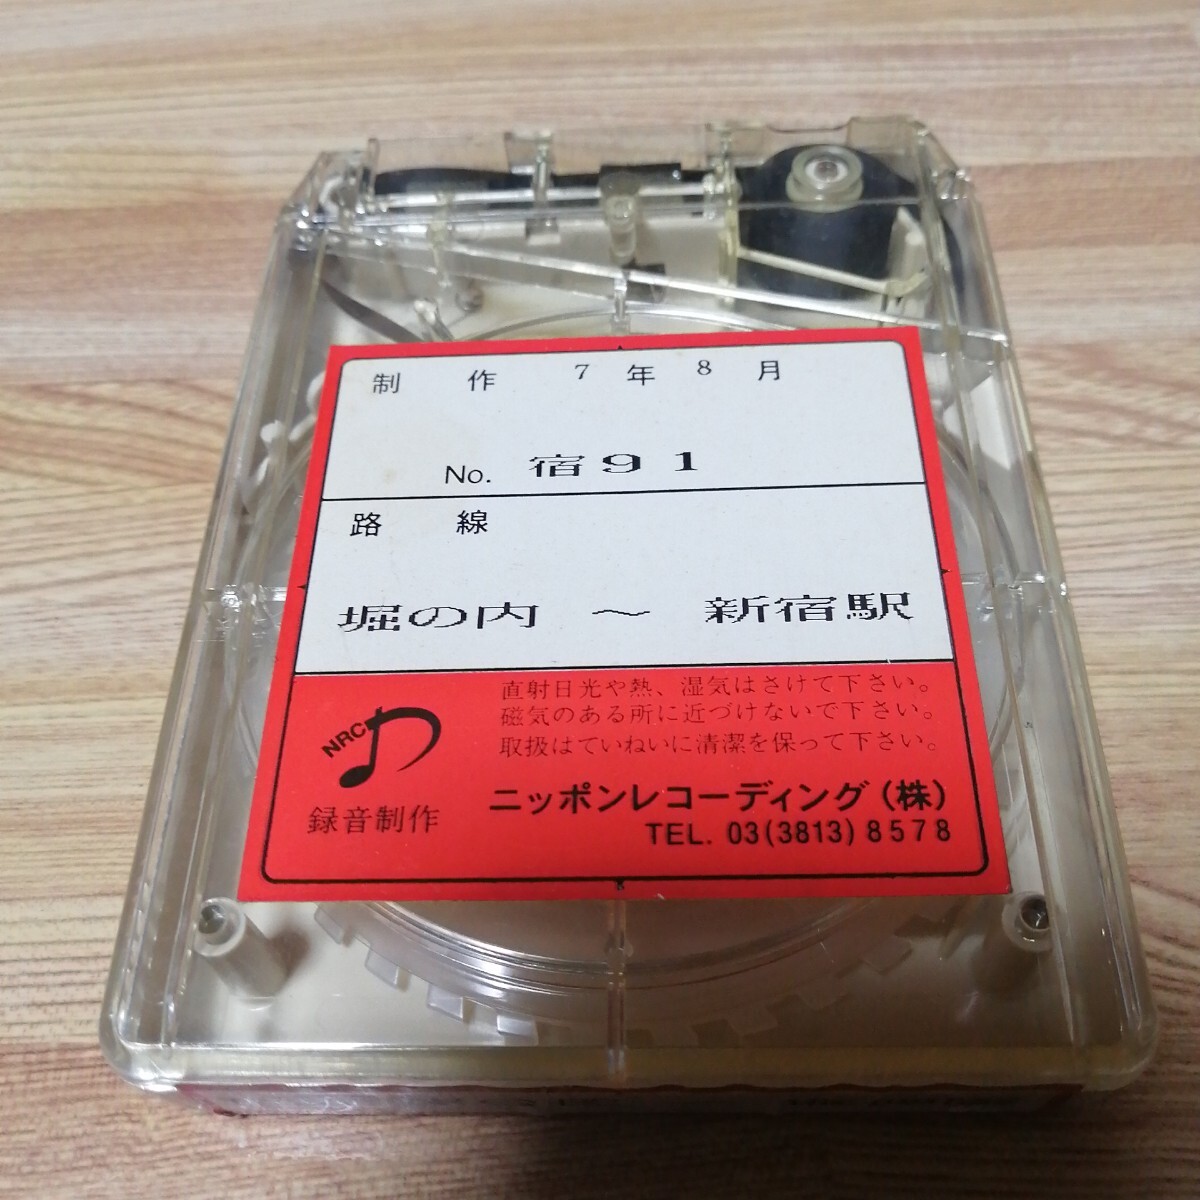 制作 7年8月
No. 宿91
路線
堀の内 ～ 新宿駅
直射日光や熱、湿気はさけて下さい。
磁気のある所に近づけないで下さい。
取扱はていねいに清潔を保って下さい。
NRC
録音制作
ニッポンレコーディング(株)
TEL. 03(3813)8578